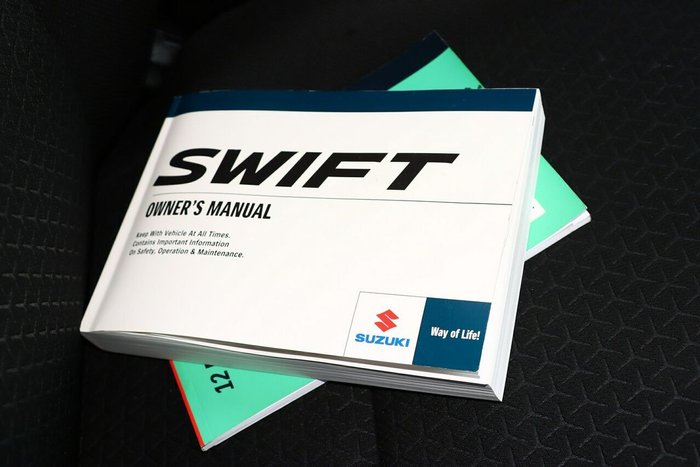 SWIFT
OWNER'S MANUAL
Keep With Vehicle At All Times.
Contains Important Information
On Safety, Operation & Maintenance.
SUZUKI
Way of Life!
12